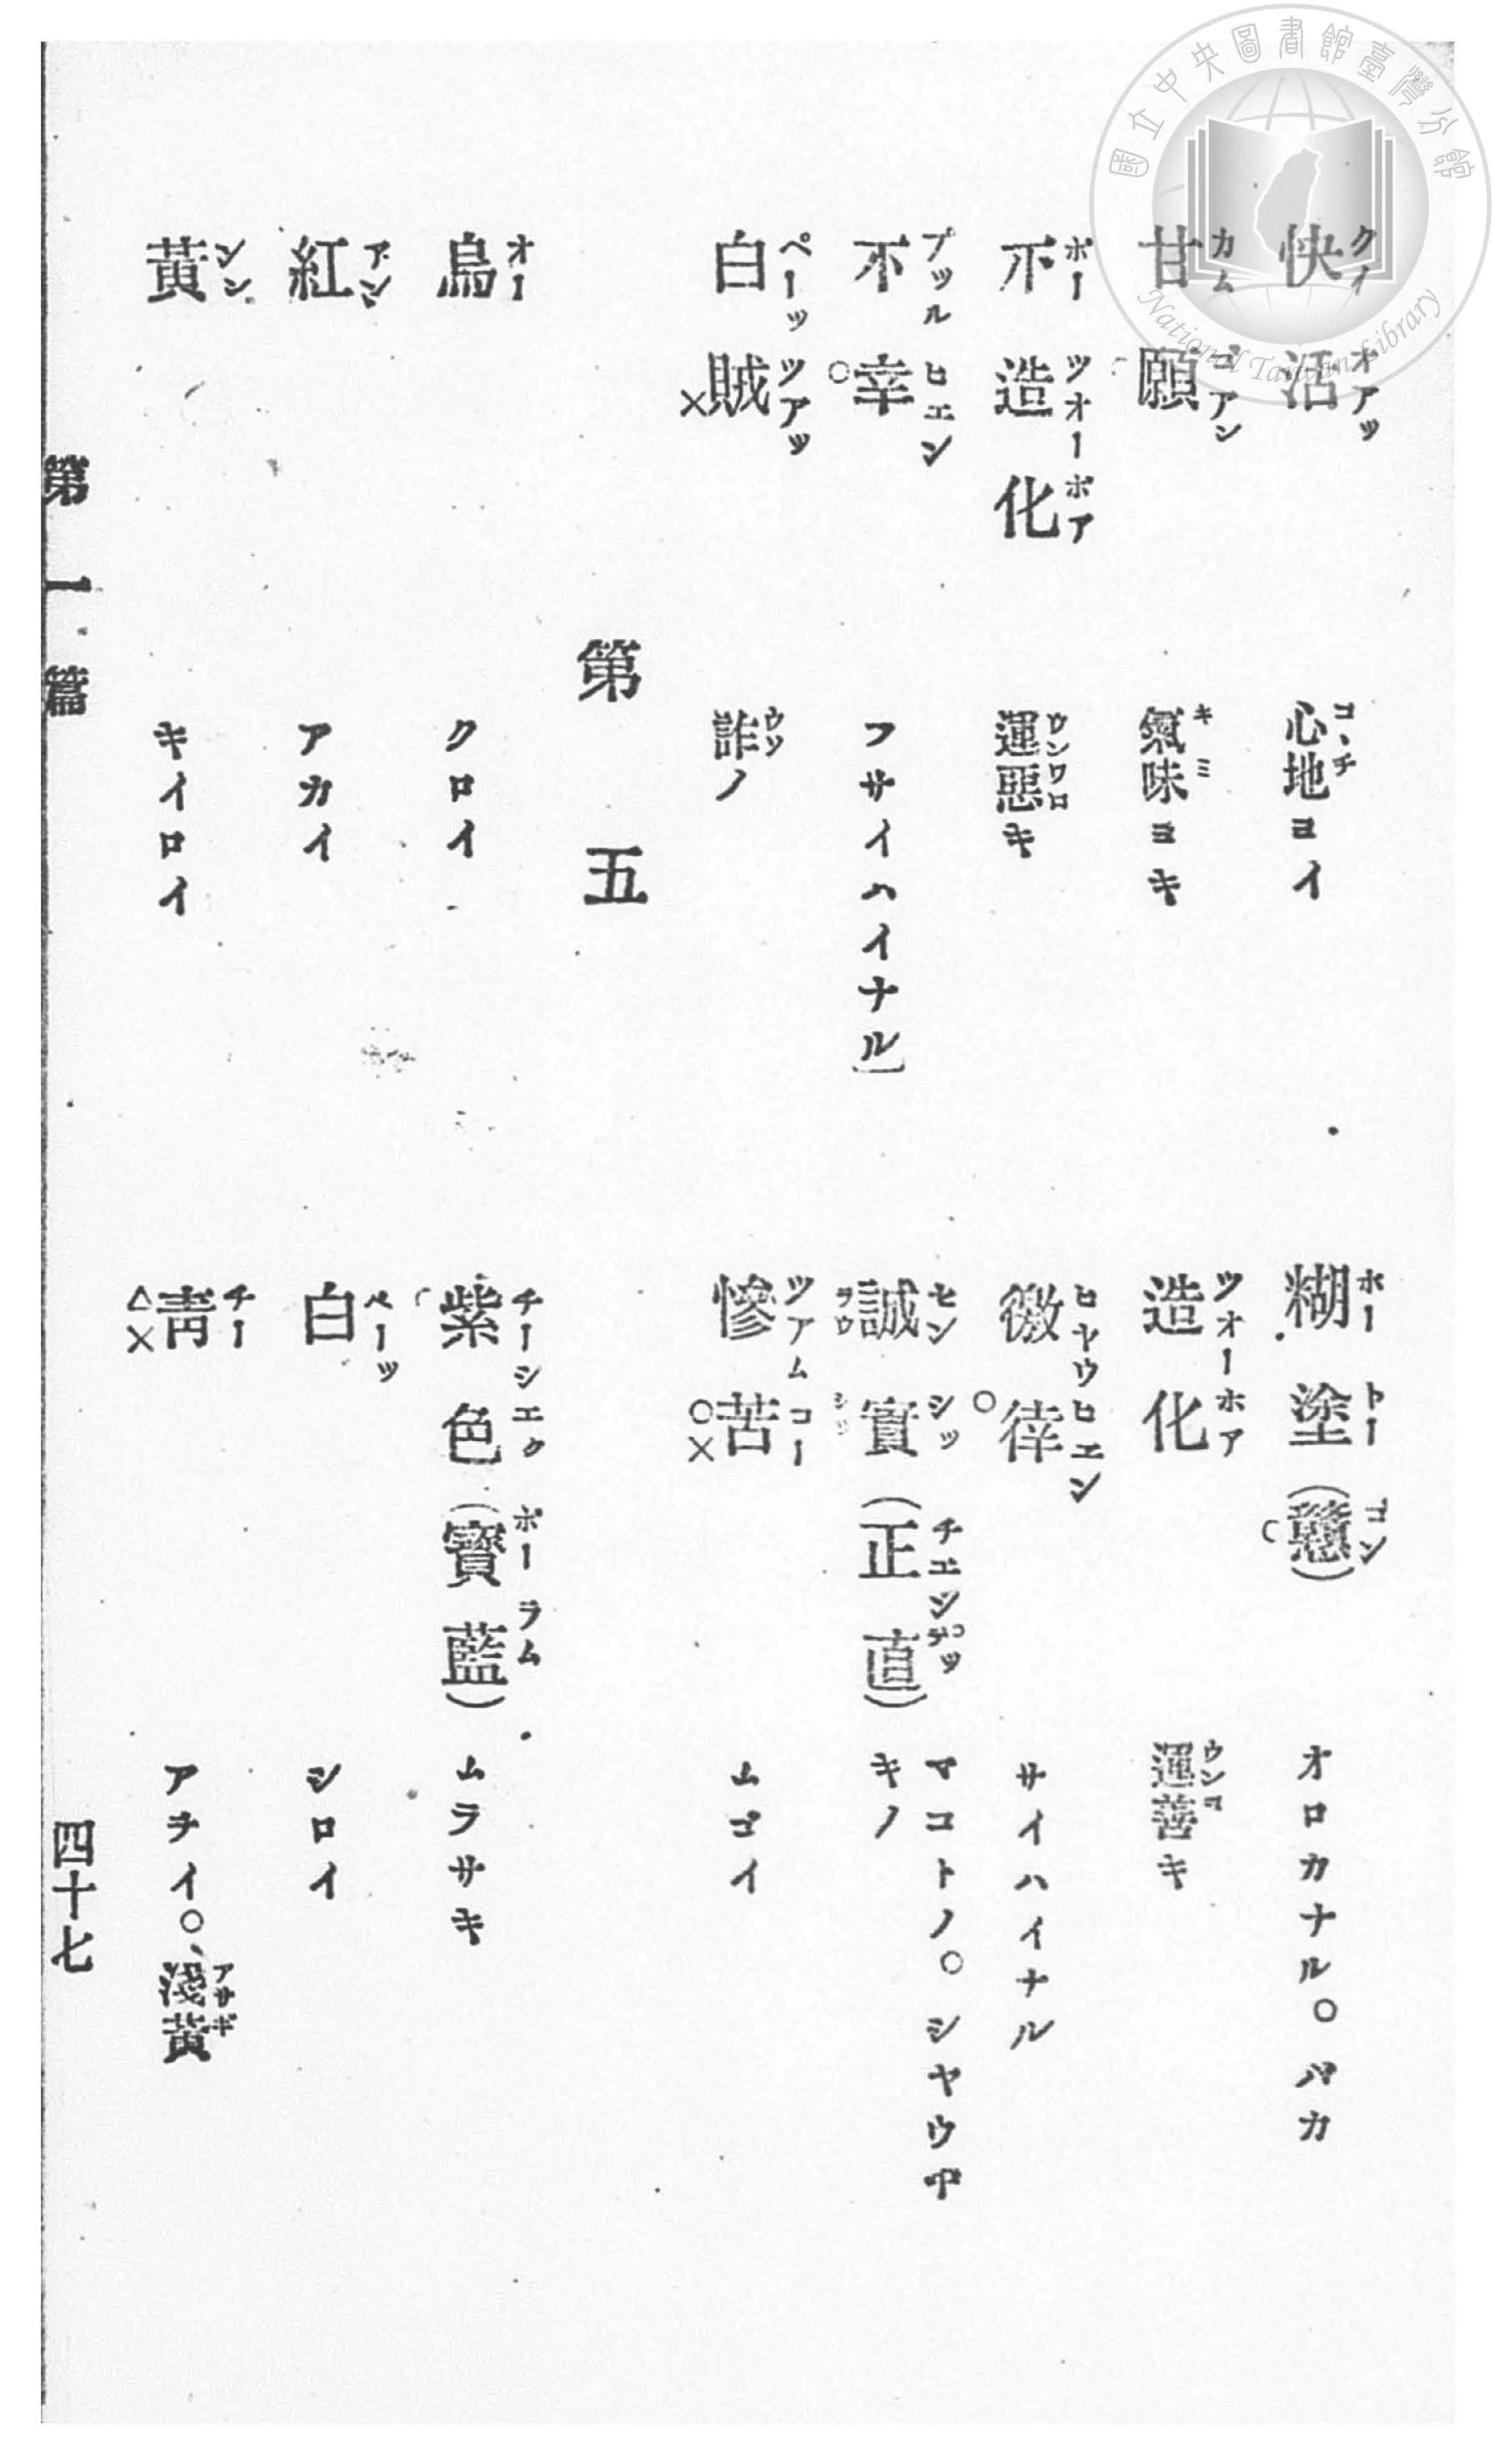 國立中央圖書館臺灣分館
National Taiwan Library
快活 クイ オアッ 心地ヨイ コヽチ
甘願 カム ゴアン 氣味ヨキ キミ
不造化 ボー ツオー ホア 運惡キ ウンワロ
不幸 プッル ヒエン フサイハイナル
○
白賊 ペーッ ツアッ 詐ノ ウソ
×
第五
烏 オー クロイ
紅 アン アカイ
黃 ンン キイロイ
糊塗(戇) ホー トー ゴン オロカナル。バカ
造化 ツオー ホア 運善キ ウンヨ
徼倖 ヒヤウ ヒエン サイハイナル
○
誠實(正直) セン シッ チエン マコトノ。シヤウヂキノ
慘苦 ツアム コー ムゴイ
○×
紫色(寶藍) チー シエク ポー ラム ムラサキ
白 ペーッ シロイ
靑 チー アヲイ。淺黃 アサギ
△×
第一篇
四十七